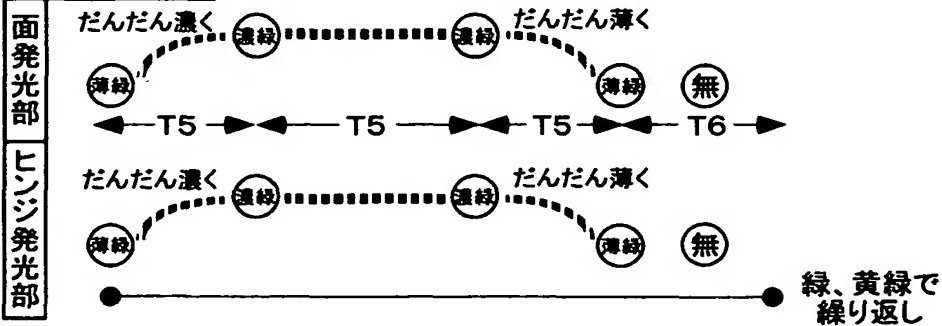 面発光部
だんだん濃く
だんだん薄く
濃緑
濃緑
薄緑
薄緑
無
T5
T5
T5
T6
ヒンジ発光部
だんだん濃く
だんだん薄く
濃緑
濃緑
薄緑
薄緑
無
緑、黄緑で
繰り返し